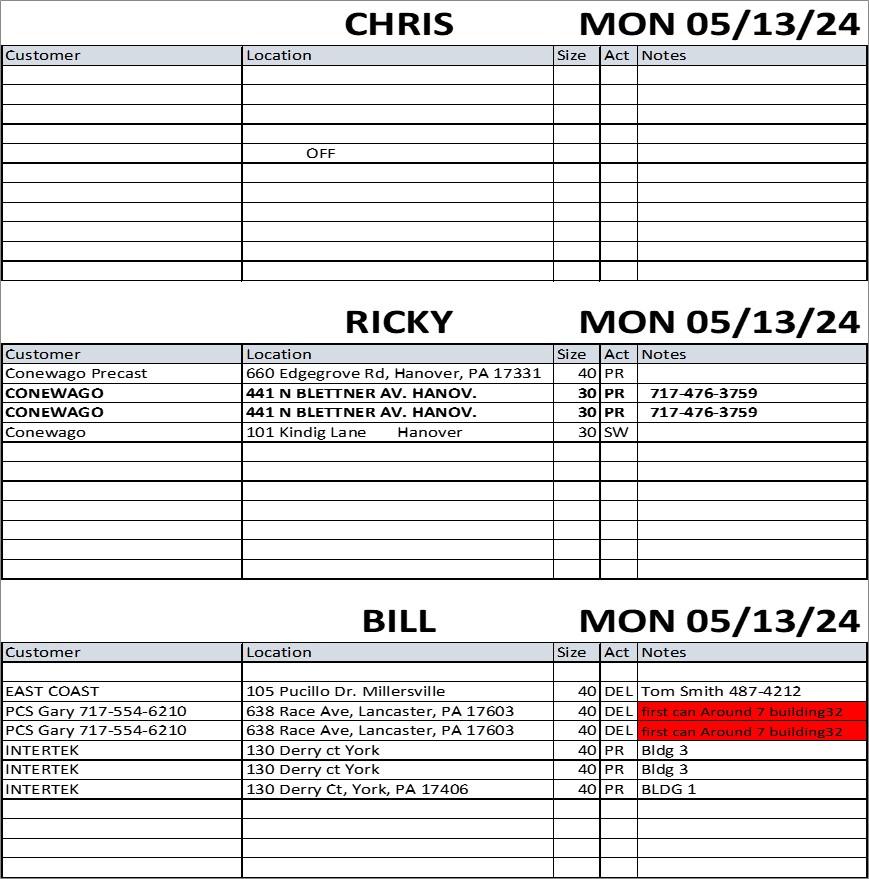 CHRIS MON 05/13/24
Customer Location Size Act Notes
OFF
RICKY MON 05/13/24
Customer Location Size Act Notes
Conewago Precast 660 Edgegrove Rd, Hanover, PA 17331 40 PR
CONEWAGO 441 N BLETTNER AV. HANOV. 30 PR 717-476-3759
CONEWAGO 441 N BLETTNER AV. HANOV. 30 PR 717-476-3759
Conewago 101 Kindig Lane Hanover 30 SW
BILL MON 05/13/24
Customer Location Size Act Notes
EAST COAST 105 Pucillo Dr. Millersville 40 DEL Tom Smith 487-4212
PCS Gary 717-554-6210 638 Race Ave, Lancaster, PA 17603 40 DEL first can Around 7 building32
PCS Gary 717-554-6210 638 Race Ave, Lancaster, PA 17603 40 DEL first can Around 7 building32
INTERTEK 130 Derry ct York 40 PR Bldg 3
INTERTEK 130 Derry ct York 40 PR Bldg 3
INTERTEK 130 Derry Ct, York, PA 17406 40 PR BLDG 1